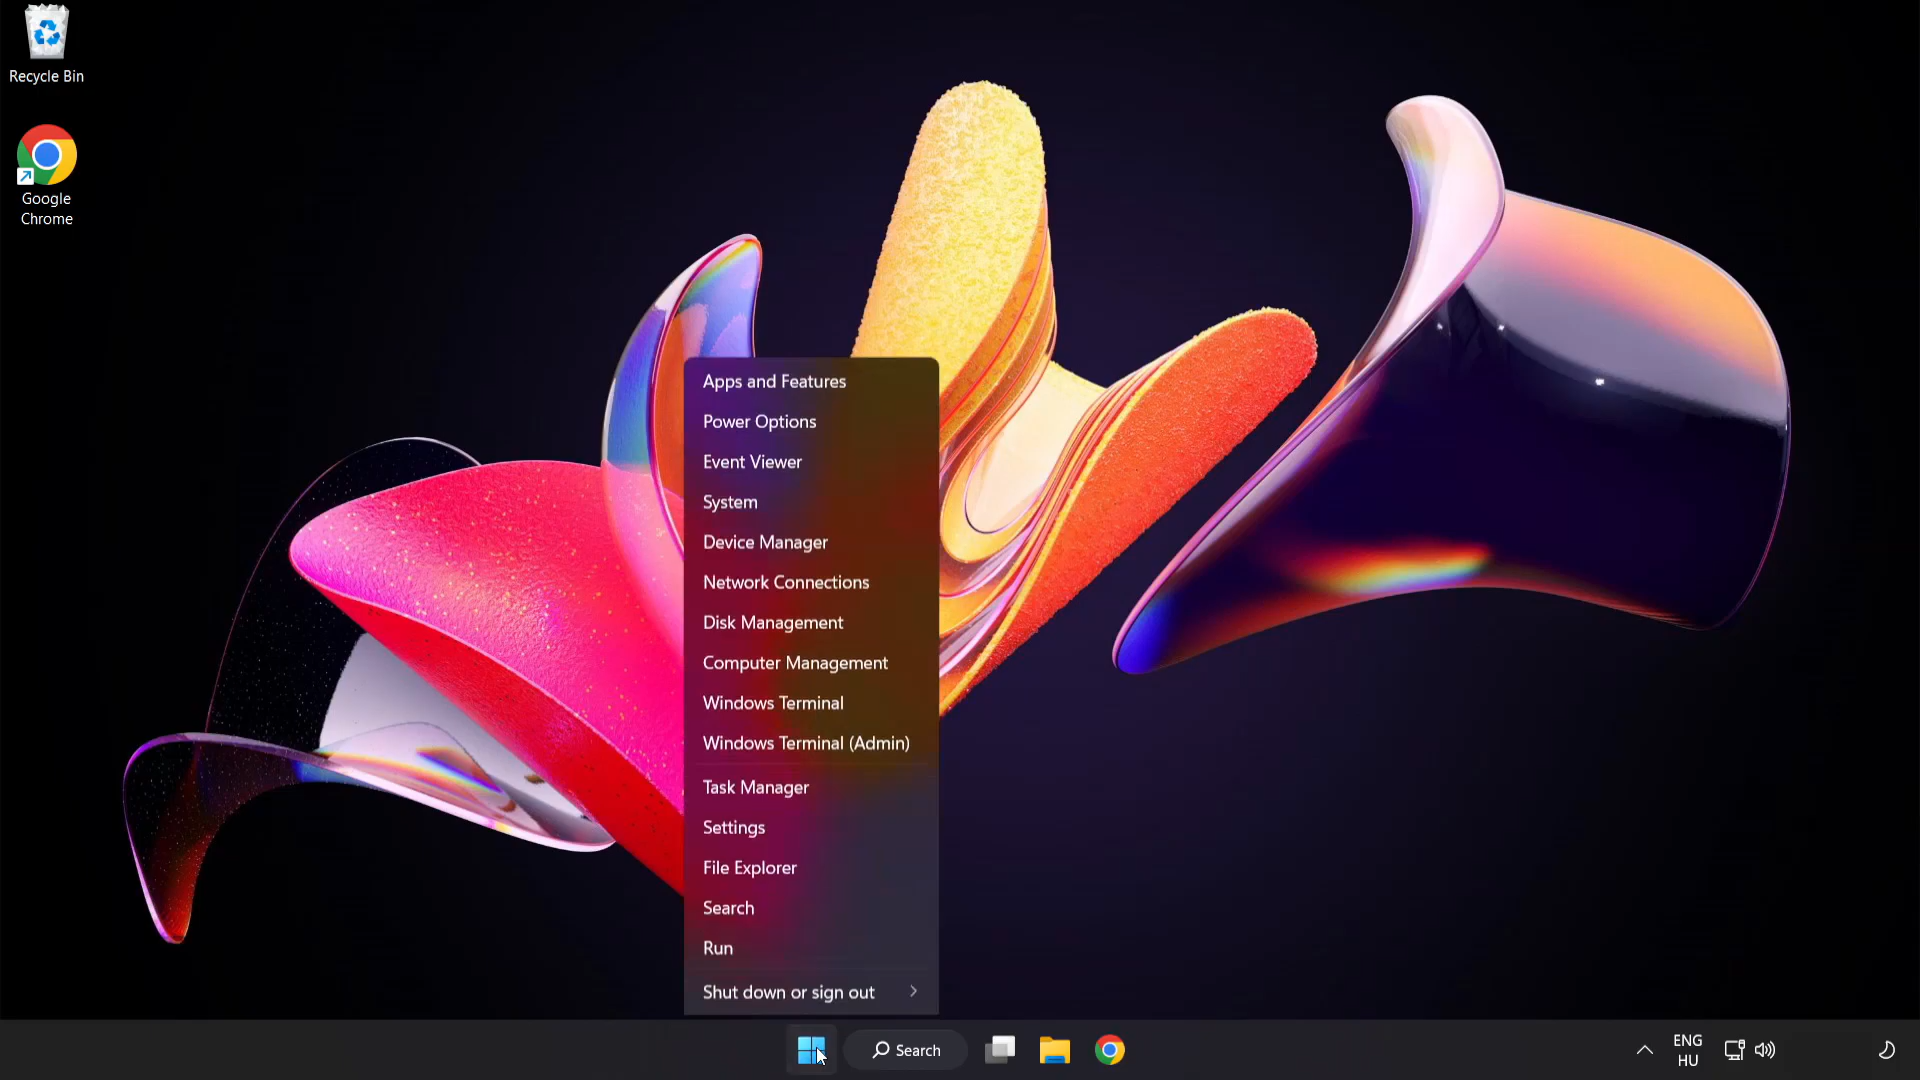 Recycle Bin
Google
Chrome
Apps and Features
Power Options
Event Viewer
System
Device Manager
Network Connections
Disk Management
Computer Management
Windows Terminal
Windows Terminal (Admin)
Task Manager
Settings
File Explorer
Search
Run
Shut down or sign out
Search
ENG
HU